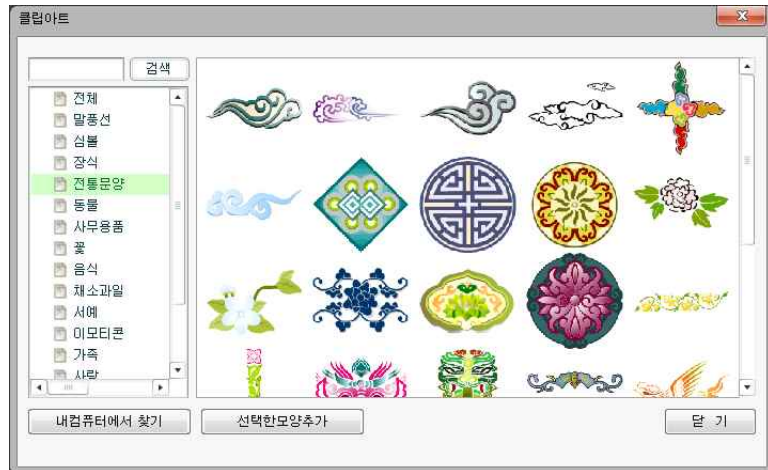 클립아트
검색
전체
말풍선
심볼
장식
전통문양
동물
사무용품
꽃
음식
채소과일
서예
이모티콘
가족
사랑
내컴퓨터에서 찾기
선택한모양추가
닫 기